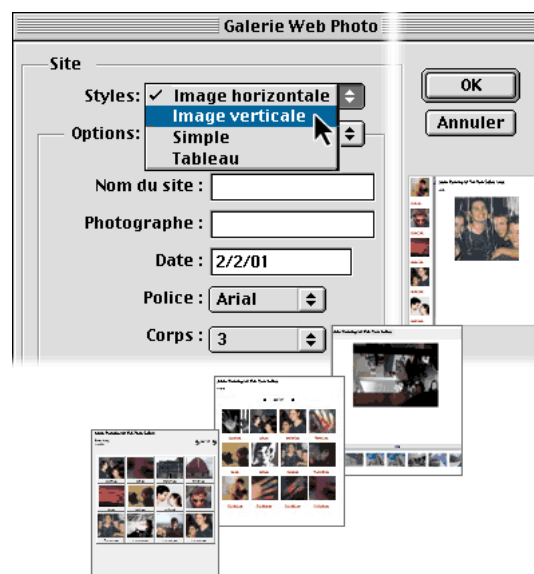 Galerie Web Photo
Site
Styles:
✓ Image horizontale
Image verticale
Simple
Tableau
Options:
OK
Annuler
Nom du site :
Photographe :
Date : 2/2/01
Police : Arial
Corps : 3